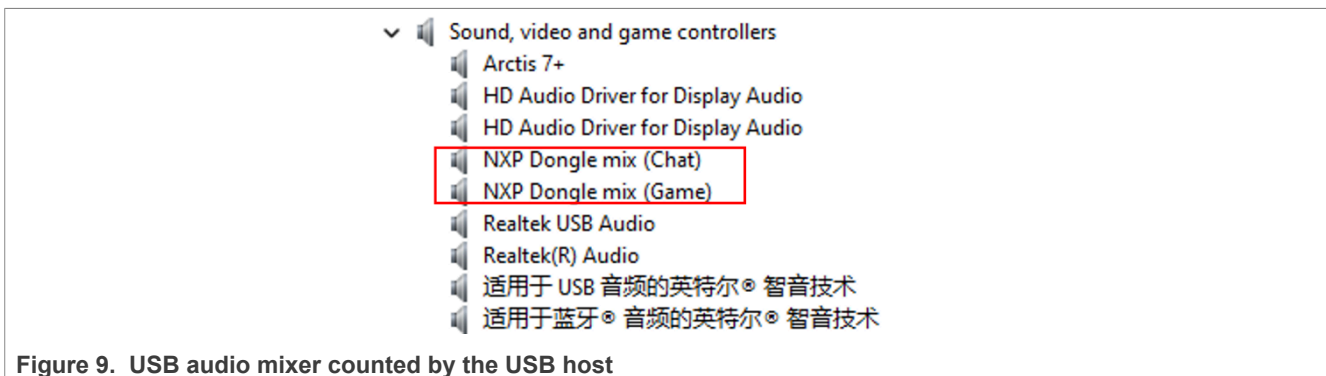 Sound, video and game controllers
Arctis 7+
HD Audio Driver for Display Audio
HD Audio Driver for Display Audio
NXP Dongle mix (Chat)
NXP Dongle mix (Game)
Realtek USB Audio
Realtek(R) Audio
适用于 USB 音频的英特尔® 智音技术
适用于蓝牙® 音频的英特尔® 智音技术
Figure 9. USB audio mixer counted by the USB host